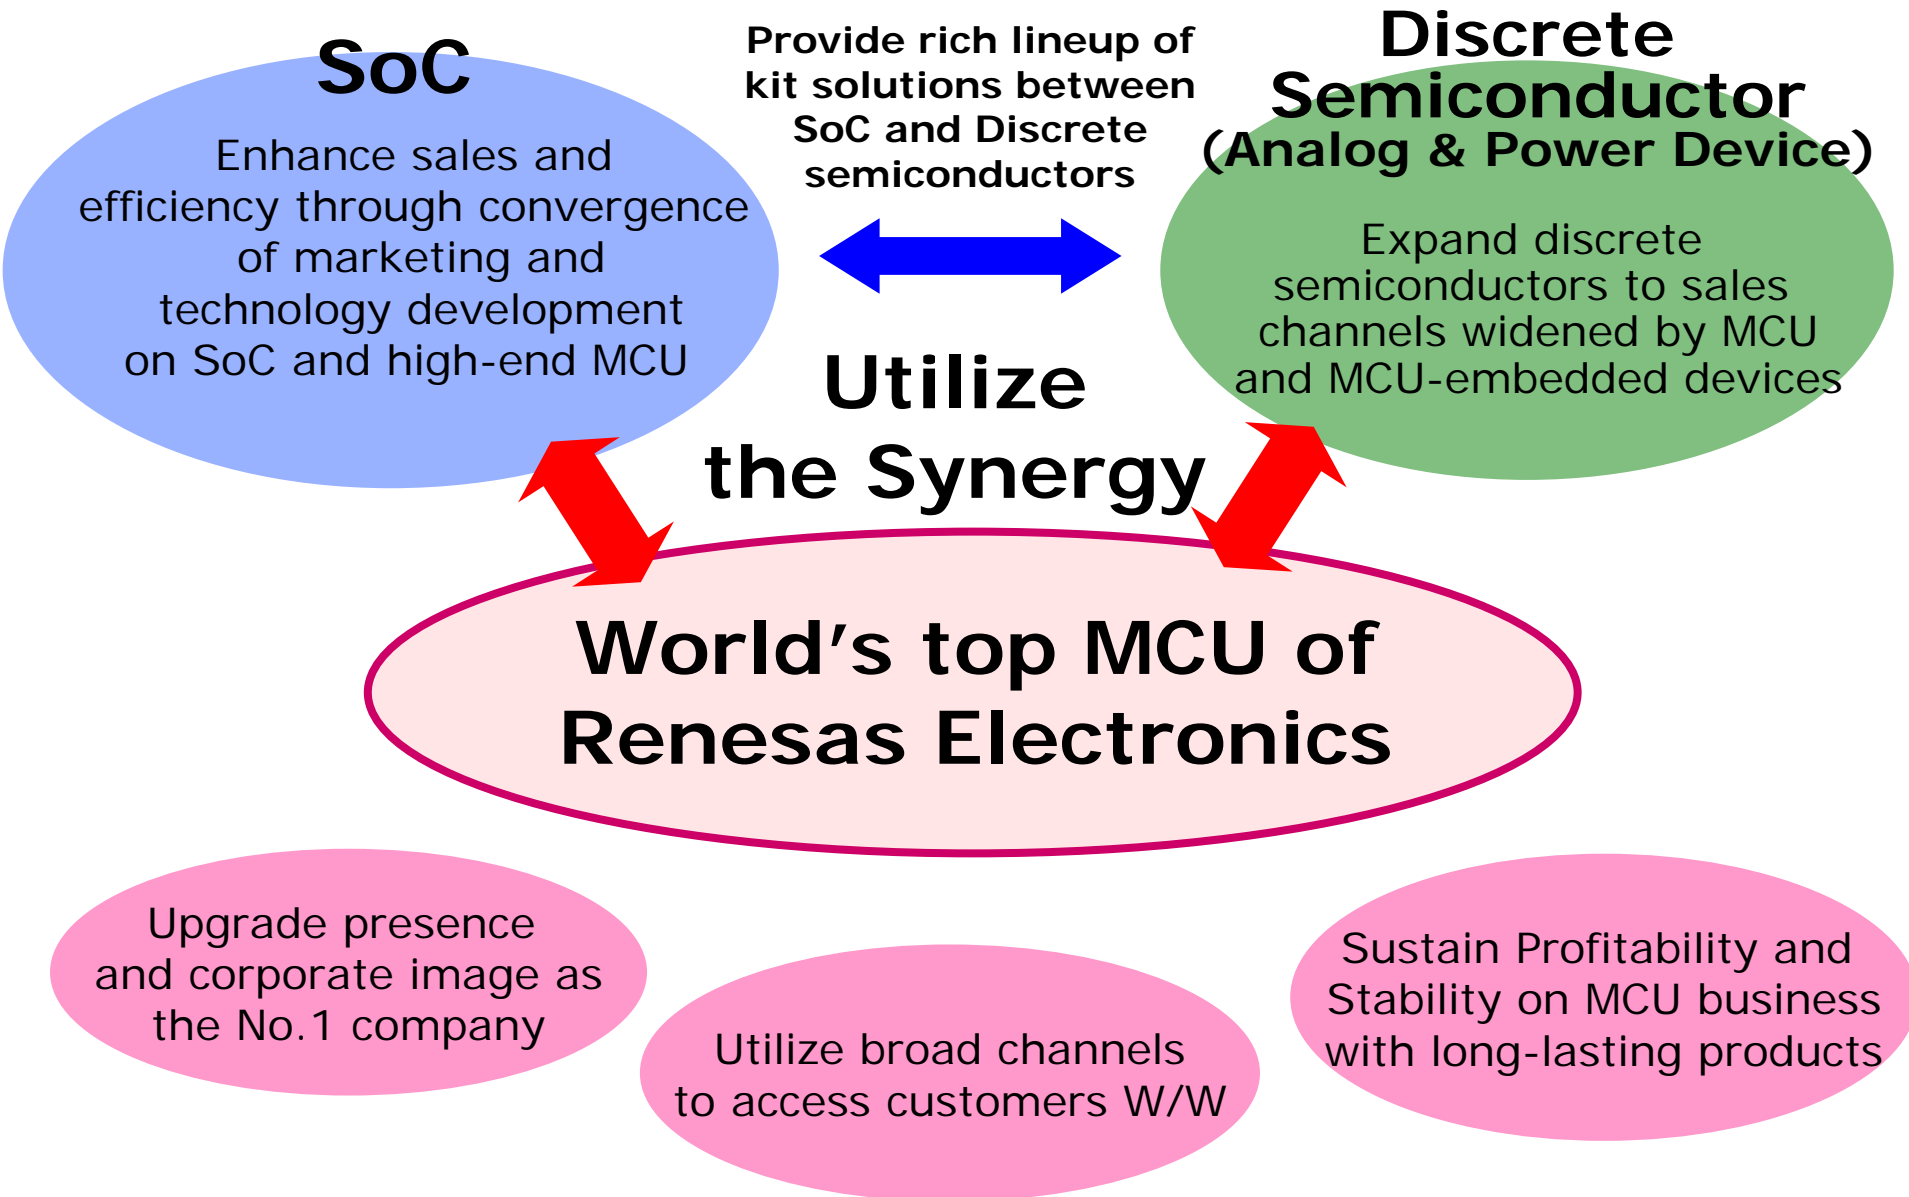 SoC
Enhance sales and
efficiency through convergence
of marketing and
technology development
on SoC and high-end MCU
Provide rich lineup of
kit solutions between
SoC and Discrete
semiconductors
Discrete
Semiconductor
(Analog & Power Device)
Expand discrete
semiconductors to sales
channels widened by MCU
and MCU-embedded devices
Utilize
the Synergy
World's top MCU of
Renesas Electronics
Upgrade presence
and corporate image as
the No.1 company
Utilize broad channels
to access customers W/W
Sustain Profitability and
Stability on MCU business
with long-lasting products